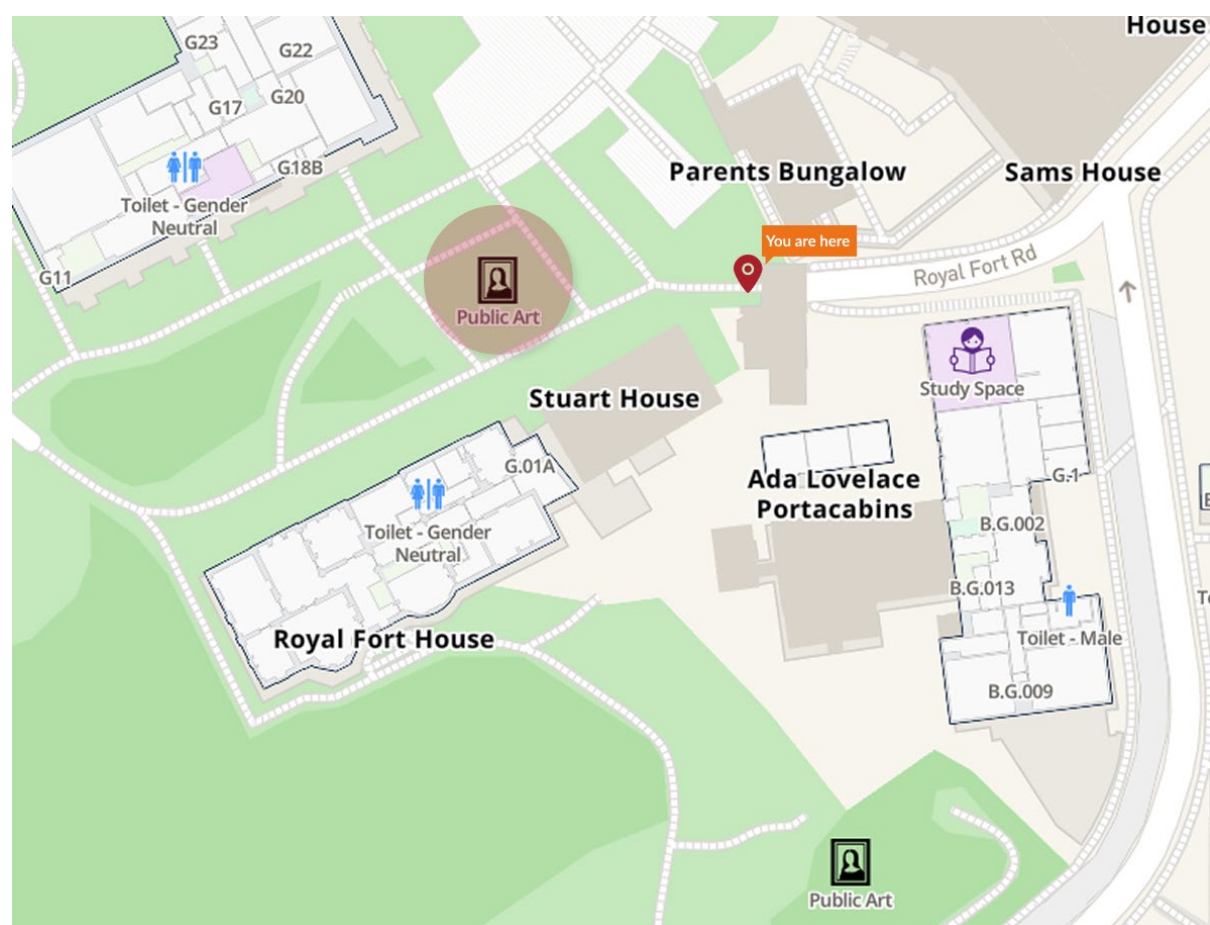 House
G23
G22
G20
G17
G18B
Toilet - Gender
Neutral
G11
Parents Bungalow
Sams House
You are here
Royal Fort Rd
Public Art
Study Space
Stuart House
G.01A
Toilet - Gender
Neutral
Ada Lovelace
Portacabins
G-1
B.G.002
B.G.013
Toilet - Male
B.G.009
Royal Fort House
Public Art